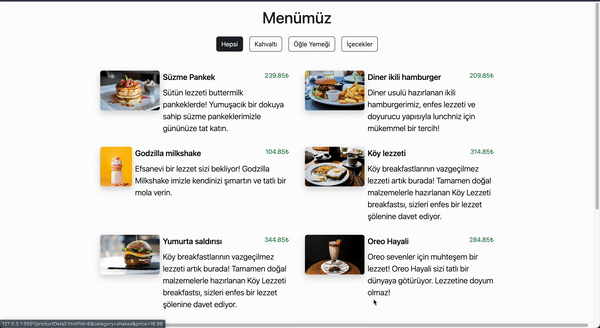 Menümüz
Hepsi
Kahvaltı
Öğle Yemeği
İçecekler
Süzme Pankek
239.85₺
Sütün lezzeti buttermilk
pankeklerde! Yumuşacık bir dokuya
sahip süzme pankeklerimizle
gününüze tat katın.
Diner ikili hamburger
209.85₺
Diner usulü hazırlanan ikili
hamburgerimiz, enfes lezzeti ve
doyurucu yapısıyla lunchniz için
mükemmel bir tercih!
Godzilla milkshake
104.85₺
Efsanevi bir lezzet sizi bekliyor! Godzilla
Milkshake imizle kendinizi şımartın ve tatlı bir
mola verin.
Köy lezzeti
314.85₺
Köy breakfastlarının vazgeçilmez
lezzeti artık burada! Tamamen doğal
malzemelerle hazırlanan Köy Lezzeti
breakfastsı, sizleri enfes bir lezzet
şölenine davet ediyor.
Yumurta saldırısı
344.85₺
Köy breakfastlarının vazgeçilmez
lezzeti artık burada! Tamamen doğal
malzemelerle hazırlanan Köy Lezzeti
breakfastsı, sizleri enfes bir lezzet
şölenine davet ediyor.
Oreo Hayali
284.85₺
Oreo sevenler için muhteşem bir
lezzet! Oreo Hayali sizi tatlı bir
dünyaya götürüyor. Lezzetine doyum
olmaz!
127.0.0.1:5501/productDetail.html?id=6&category=shakes&price=18.99